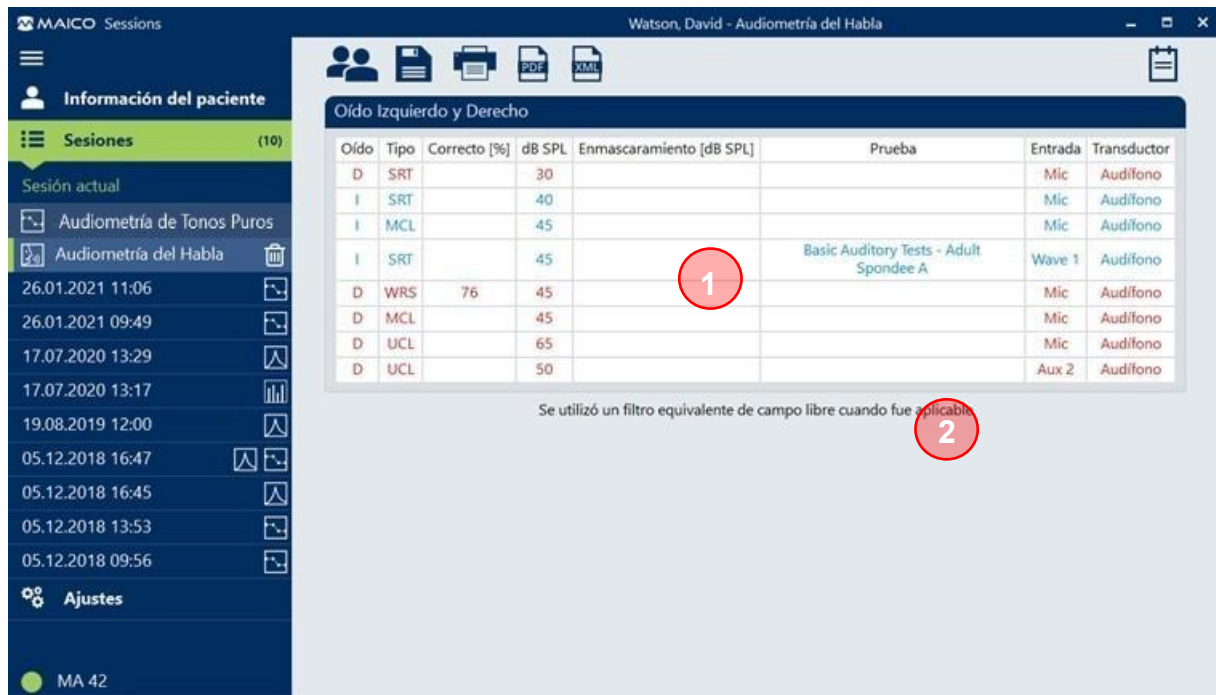 MAICO Sessions
Watson, David - Audiometría del Habla
Información del paciente
Sesiones (10)
Sesión actual
Audiometría de Tonos Puros
Audiometría del Habla
26.01.2021 11:06
26.01.2021 09:49
17.07.2020 13:29
17.07.2020 13:17
19.08.2019 12:00
05.12.2018 16:47
05.12.2018 16:45
05.12.2018 13:53
05.12.2018 09:56
Ajustes
MA 42
PDF
XML
Oído Izquierdo y Derecho
Oído Tipo Correcto [%] dB SPL Enmascaramiento [dB SPL] Prueba Entrada Transductor
D SRT 30 Mic Audífono
I SRT 40 Mic Audífono
I MCL 45 Mic Audífono
I SRT 45 Basic Auditory Tests - Adult Wave 1 Audífono
Spondee A
D WRS 76 45 Mic Audífono
D MCL 45 Mic Audífono
D UCL 65 Mic Audífono
D UCL 50 Aux 2 Audífono
1
Se utilizó un filtro equivalente de campo libre cuando fue aplicable
2